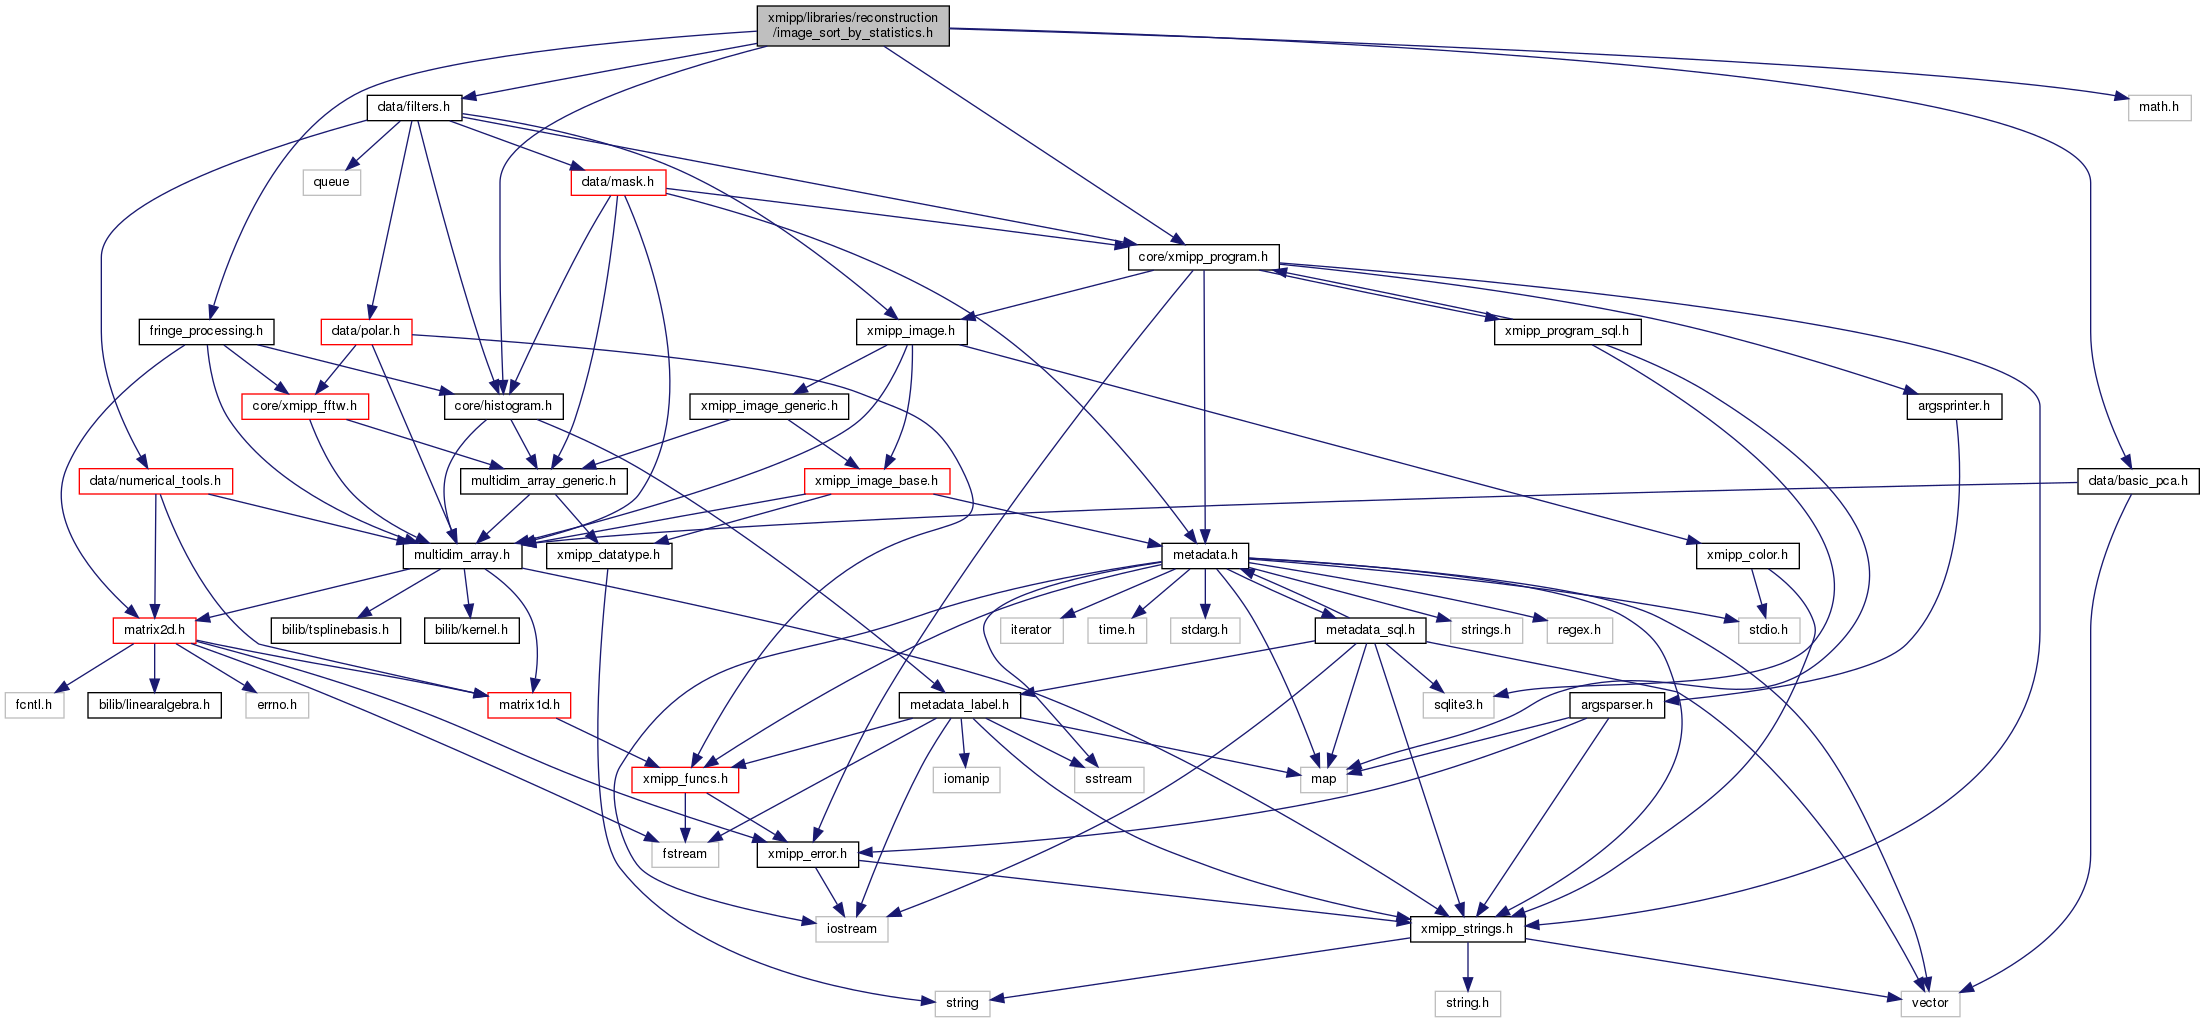 xmipp/libraries/reconstruction
/image_sort_by_statistics.h
data/filters.h
math.h
queue
data/mask.h
core/xmipp_program.h
fringe_processing.h
data/polar.h
xmipp_image.h
xmipp_program_sql.h
core/xmipp_fftw.h
core/histogram.h
xmipp_image_generic.h
argsprinter.h
data/numerical_tools.h
multidim_array_generic.h
xmipp_image_base.h
data/basic_pca.h
multidim_array.h
xmipp_datatype.h
metadata.h
xmipp_color.h
matrix2d.h
bilib/tsplinebasis.h
bilib/kernel.h
iterator
time.h
stdarg.h
metadata_sql.h
strings.h
regex.h
stdio.h
fcntl.h
bilib/linearalgebra.h
errno.h
matrix1d.h
metadata_label.h
sqlite3.h
argsparser.h
xmipp_funcs.h
iomanip
sstream
map
fstream
xmipp_error.h
iostream
xmipp_strings.h
string
string.h
vector